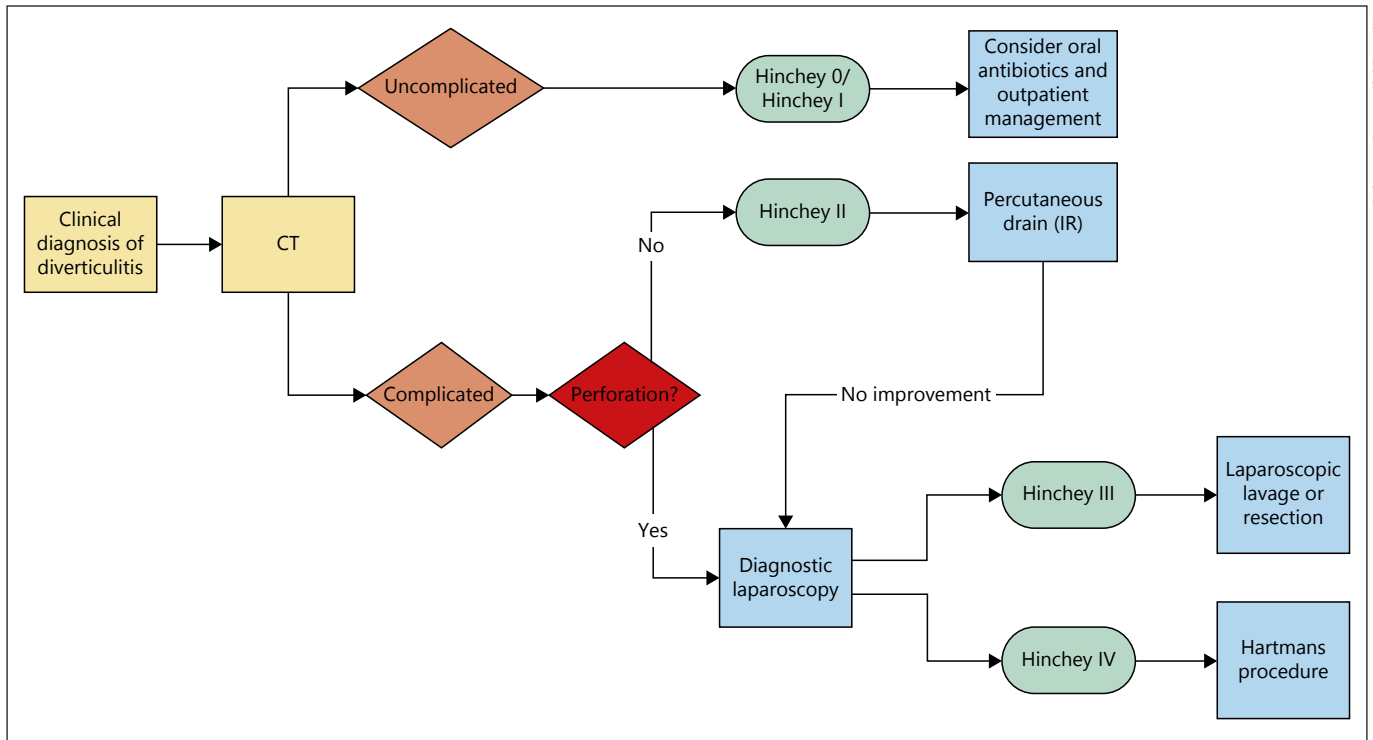 Uncomplicated
Hinchey 0/
Hinchey I
Consider oral
antibiotics and
outpatient
management
Clinical
diagnosis of
diverticulitis
CT
No
Hinchey II
Percutaneous
drain (IR)
Complicated
Perforation?
No improvement
Yes
Diagnostic
laparoscopy
Hinchey III
Laparoscopic
lavage or
resection
Hinchey IV
Hartmans
procedure